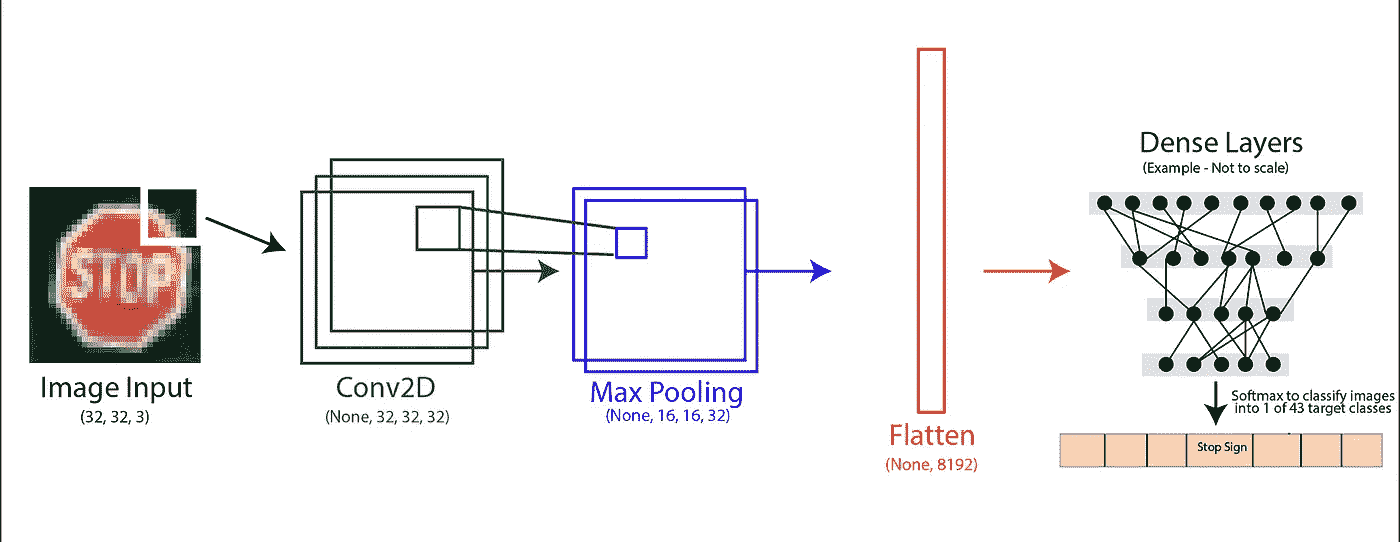 STOP
Image Input
(32, 32, 3)
Conv2D
(None, 32, 32, 32)
Max Pooling
(None, 16, 16, 32)
Flatten
(None, 8192)
Dense Layers
(Example - Not to scale)
Softmax to classify images
into 1 of 43 target classes
Stop Sign